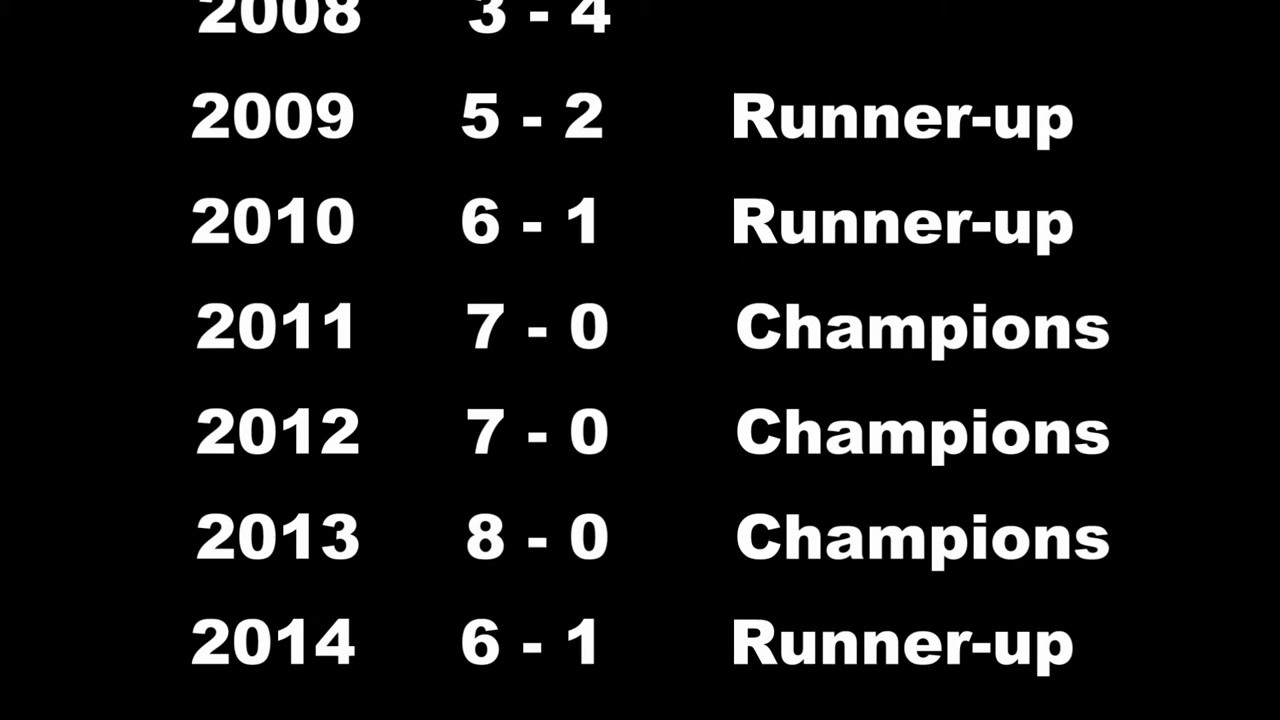 2008 3 - 4
2009 5 - 2 Runner-up
2010 6 - 1 Runner-up
2011 7 - 0 Champions
2012 7 - 0 Champions
2013 8 - 0 Champions
2014 6 - 1 Runner-up